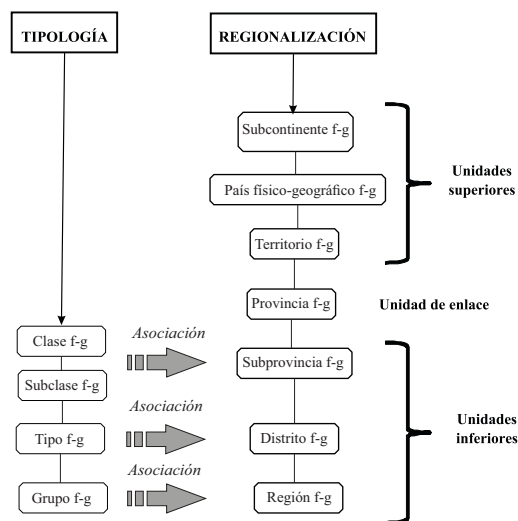 TIPOLOGÍA
REGIONALIZACIÓN
Subcontinente f-g
País físico-geográfico f-g
Territorio f-g
Unidades
superiores
Provincia f-g
Unidad de enlace
Clase f-g
Asociación
Subprovincia f-g
Subclase f-g
Tipo f-g
Asociación
Distrito f-g
Unidades
inferiores
Grupo f-g
Asociación
Región f-g